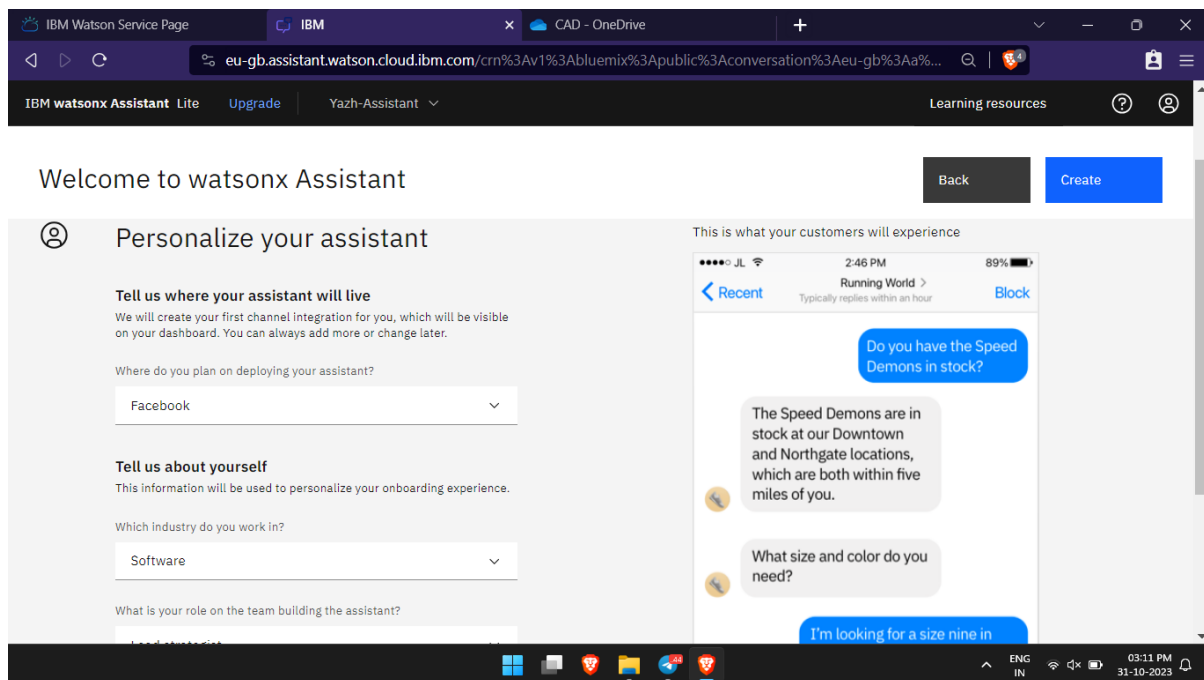 IBM Watson Service Page
IBM
CAD - OneDrive
eu-gb.assistant.watson.cloud.ibm.com/crn%3Av1%3Abluemix%3Apublic%3Aconversation%3Aeu-gb%3Aa%...
4
IBM watsonx Assistant Lite
Upgrade
Yazh-Assistant
Learning resources
Welcome to watsonx Assistant
Back
Create
Personalize your assistant
Tell us where your assistant will live
We will create your first channel integration for you, which will be visible
on your dashboard. You can always add more or change later.
Where do you plan on deploying your assistant?
Facebook
Tell us about yourself
This information will be used to personalize your onboarding experience.
Which industry do you work in?
Software
What is your role on the team building the assistant?
Lead strategist
This is what your customers will experience
JL
2:46 PM
89%
Recent
Running World >
Typically replies within an hour
Block
Do you have the Speed
Demons in stock?
The Speed Demons are in
stock at our Downtown
and Northgate locations,
which are both within five
miles of you.
What size and color do you
need?
I'm looking for a size nine in
44
ENG
IN
03:11 PM
31-10-2023